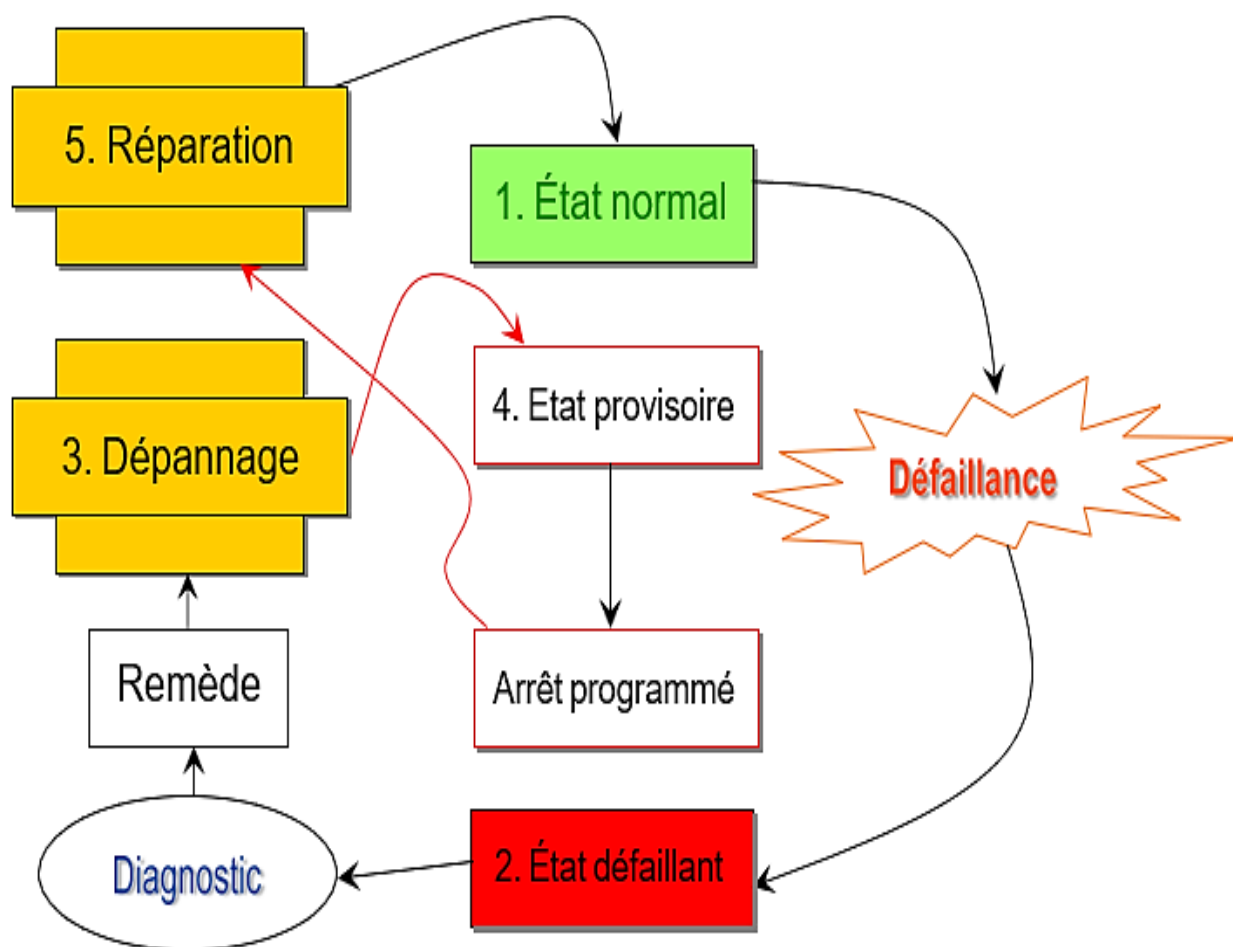 5. Réparation
1. État normal
4. Etat provisoire
3. Dépannage
Défaillance
Remède
Arrêt programmé
Diagnostic
2. État défaillant